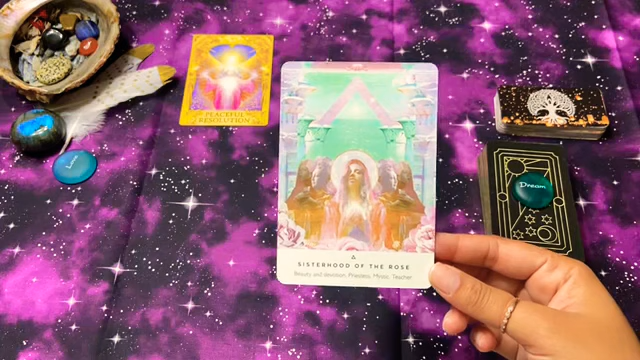 PEACEFUL
RESOLUTION
SISTERHOOD OF THE ROSE
Beauty and devotion. Priestess, Mystic, Teacher.
Dream